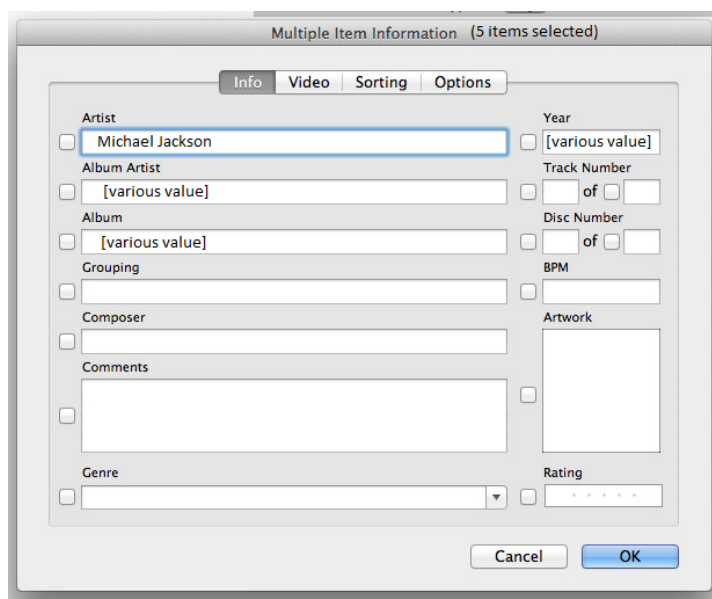 Multiple Item Information (5 items selected)
Info Video Sorting Options
Artist
Michael Jackson
Year
[various value]
Album Artist
[various value]
Track Number
of
Album
[various value]
Disc Number
of
Grouping
BPM
Composer
Artwork
Comments
Genre
Rating
Cancel OK